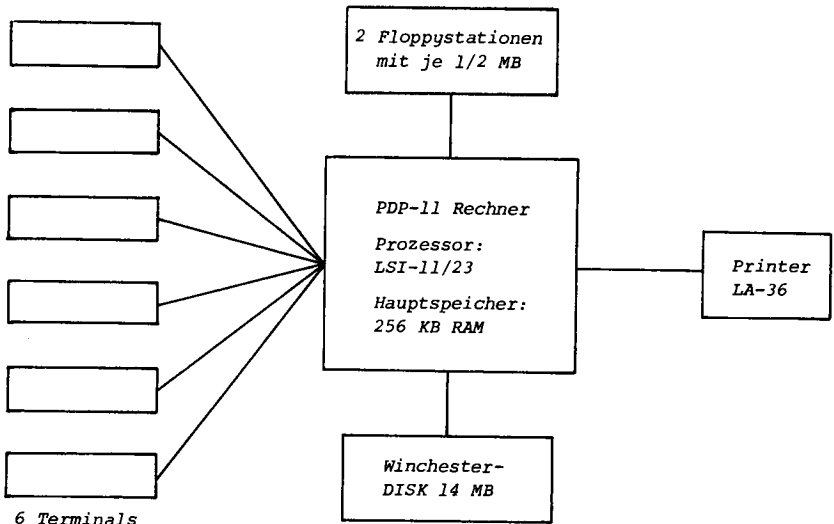 2 Floppystationen
mit je 1/2 MB
PDP-11 Rechner
Prozessor:
LSI-11/23
Hauptspeicher:
256 KB RAM
Printer
LA-36
Winchester-
DISK 14 MB
6 Terminals